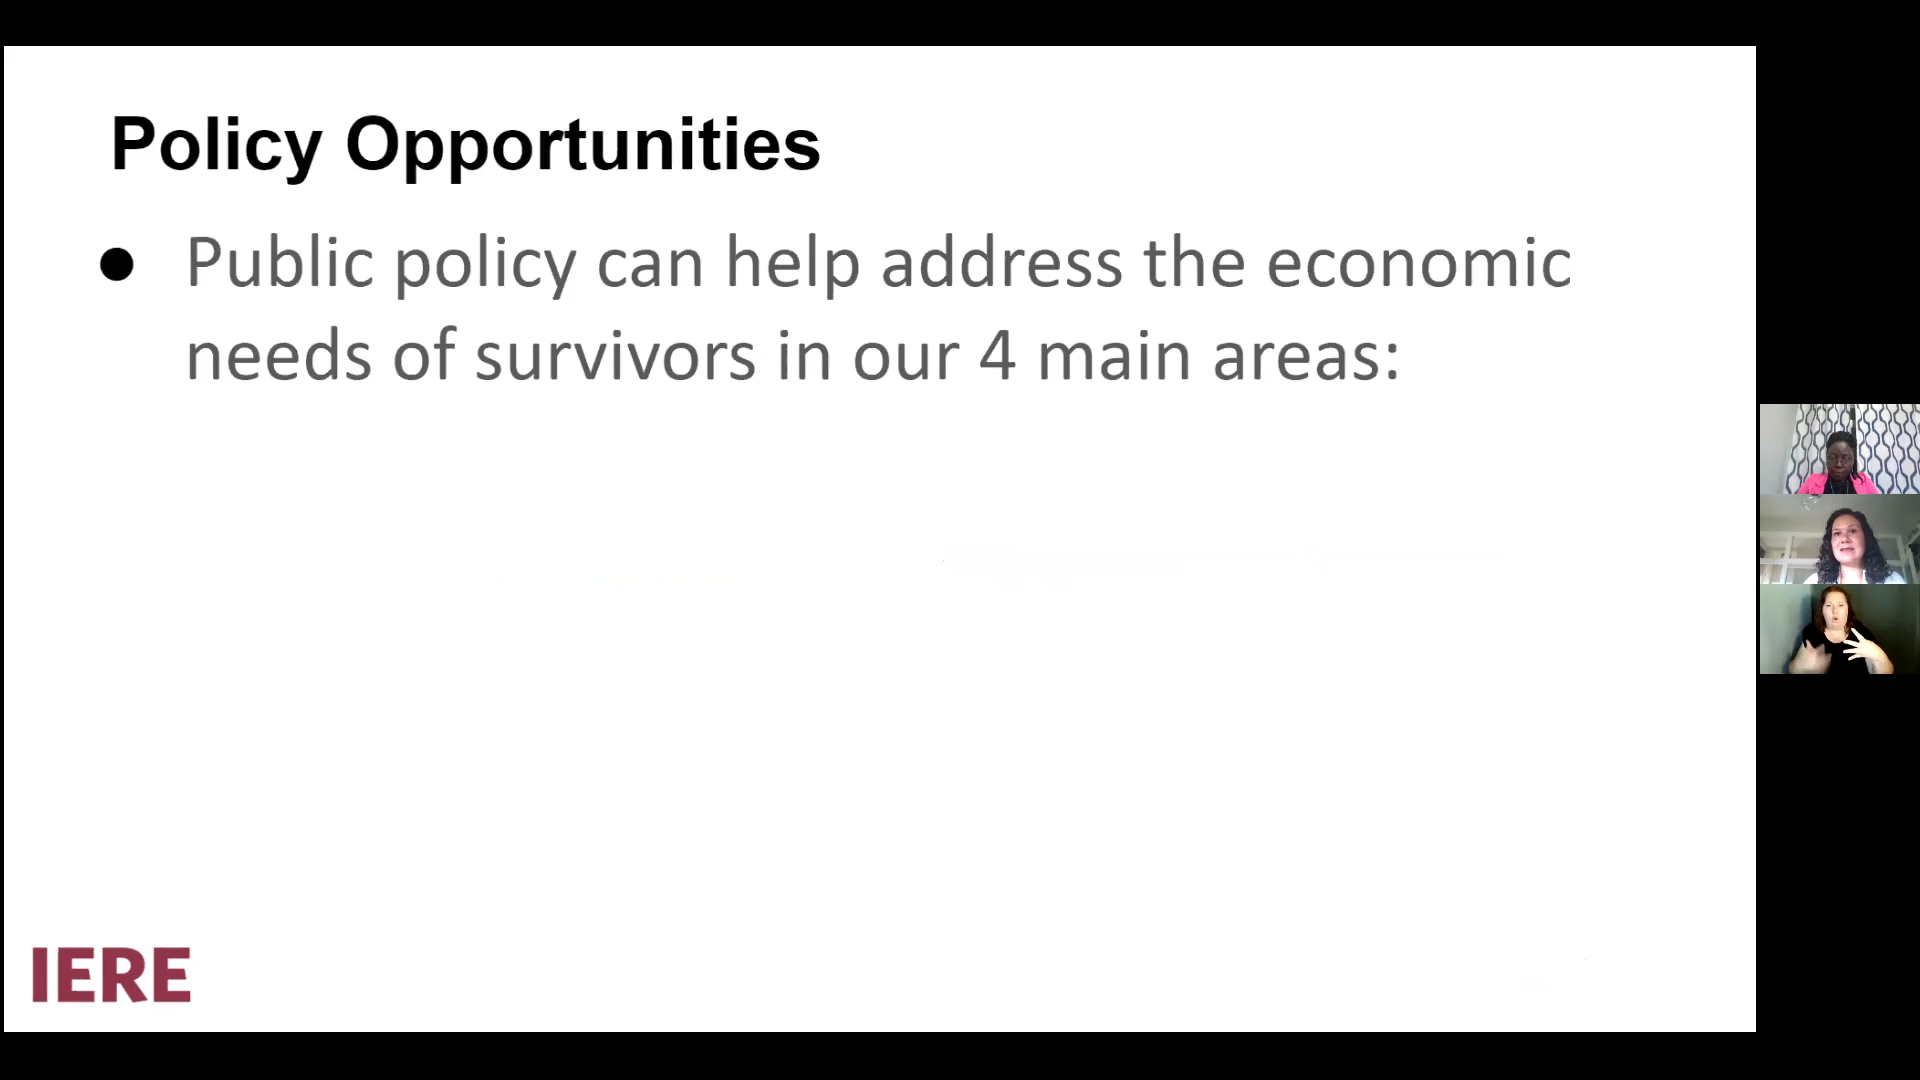 Policy Opportunities
● Public policy can help address the economic
needs of survivors in our 4 main areas:
IERE